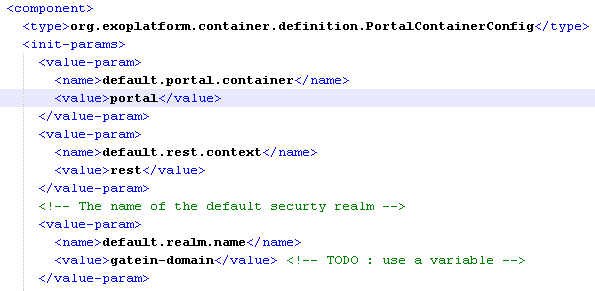 <component>
<type>org.exoplatform.container.definition.PortalContainerConfig</type>
<init-params>
<value-param>
<name>default.portal.container</name>
<value>portal</value>
</value-param>
<value-param>
<name>default.rest.context</name>
<value>rest</value>
</value-param>
<!-- The name of the default securty realm -->
<value-param>
<name>default.realm.name</name>
<value>gatein-domain</value> <!-- TODO : use a variable -->
</value-param>